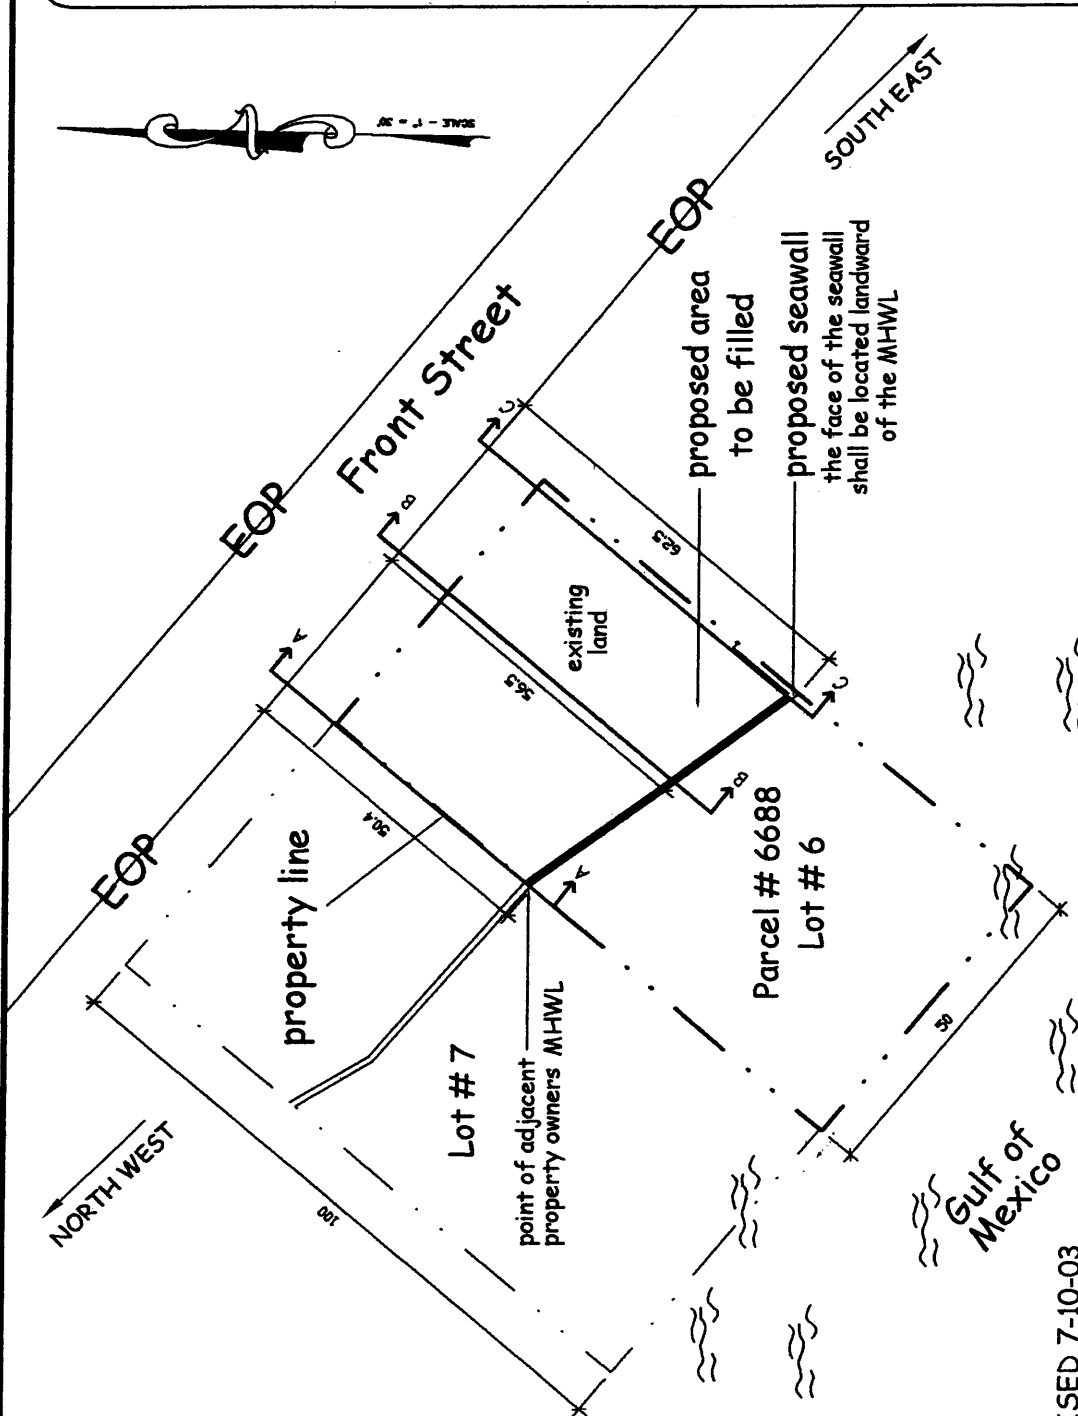 SCALE - 1" = 30'
SOUTH EAST
EOP
Front Street
EOP
EOP
proposed area
to be filled
proposed seawall
the face of the seawall
shall be located landward
of the MHWL
existing
land
A
B
C
50.4
56.5
62.5
A
B
C
property line
Parcel # 6688
Lot # 6
Lot # 7
point of adjacent
property owners MHWL
NORTH WEST
100
50
Gulf of
Mexico
7-10-03